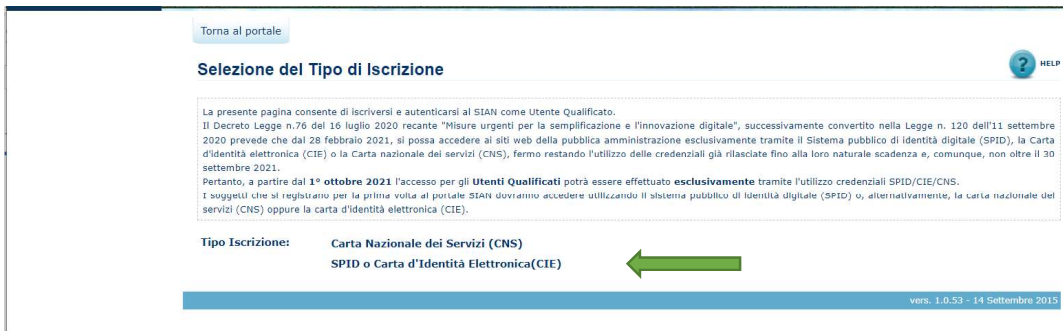 Torna al portale
Selezione del Tipo di Iscrizione
? HELP
La presente pagina consente di iscriversi e autenticarsi al SIAN come Utente Qualificato.
Il Decreto Legge n.76 del 16 luglio 2020 recante "Misure urgenti per la semplificazione e l'innovazione digitale", successivamente convertito nella Legge n. 120 dell'11 settembre
2020 prevede che dal 28 febbraio 2021, si possa accedere ai siti web della pubblica amministrazione esclusivamente tramite il Sistema pubblico di identità digitale (SPID), la Carta
d'identità elettronica (CIE) o la Carta nazionale dei servizi (CNS), fermo restando l'utilizzo delle credenziali già rilasciate fino alla loro naturale scadenza e, comunque, non oltre il 30
settembre 2021.
Pertanto, a partire dal 1° ottobre 2021 l'accesso per gli Utenti Qualificati potrà essere effettuato esclusivamente tramite l'utilizzo credenziali SPID/CIE/CNS.
I soggetti che si registrano per la prima volta al portale SIAN dovranno accedere utilizzando il sistema pubblico di identità digitale (SPID) o, alternativamente, la carta nazionale dei
servizi (CNS) oppure la carta d'identità elettronica (CIE).
Tipo Iscrizione: Carta Nazionale dei Servizi (CNS)
SPID o Carta d'Identità Elettronica(CIE)
vers. 1.0.53 - 14 Settembre 2015